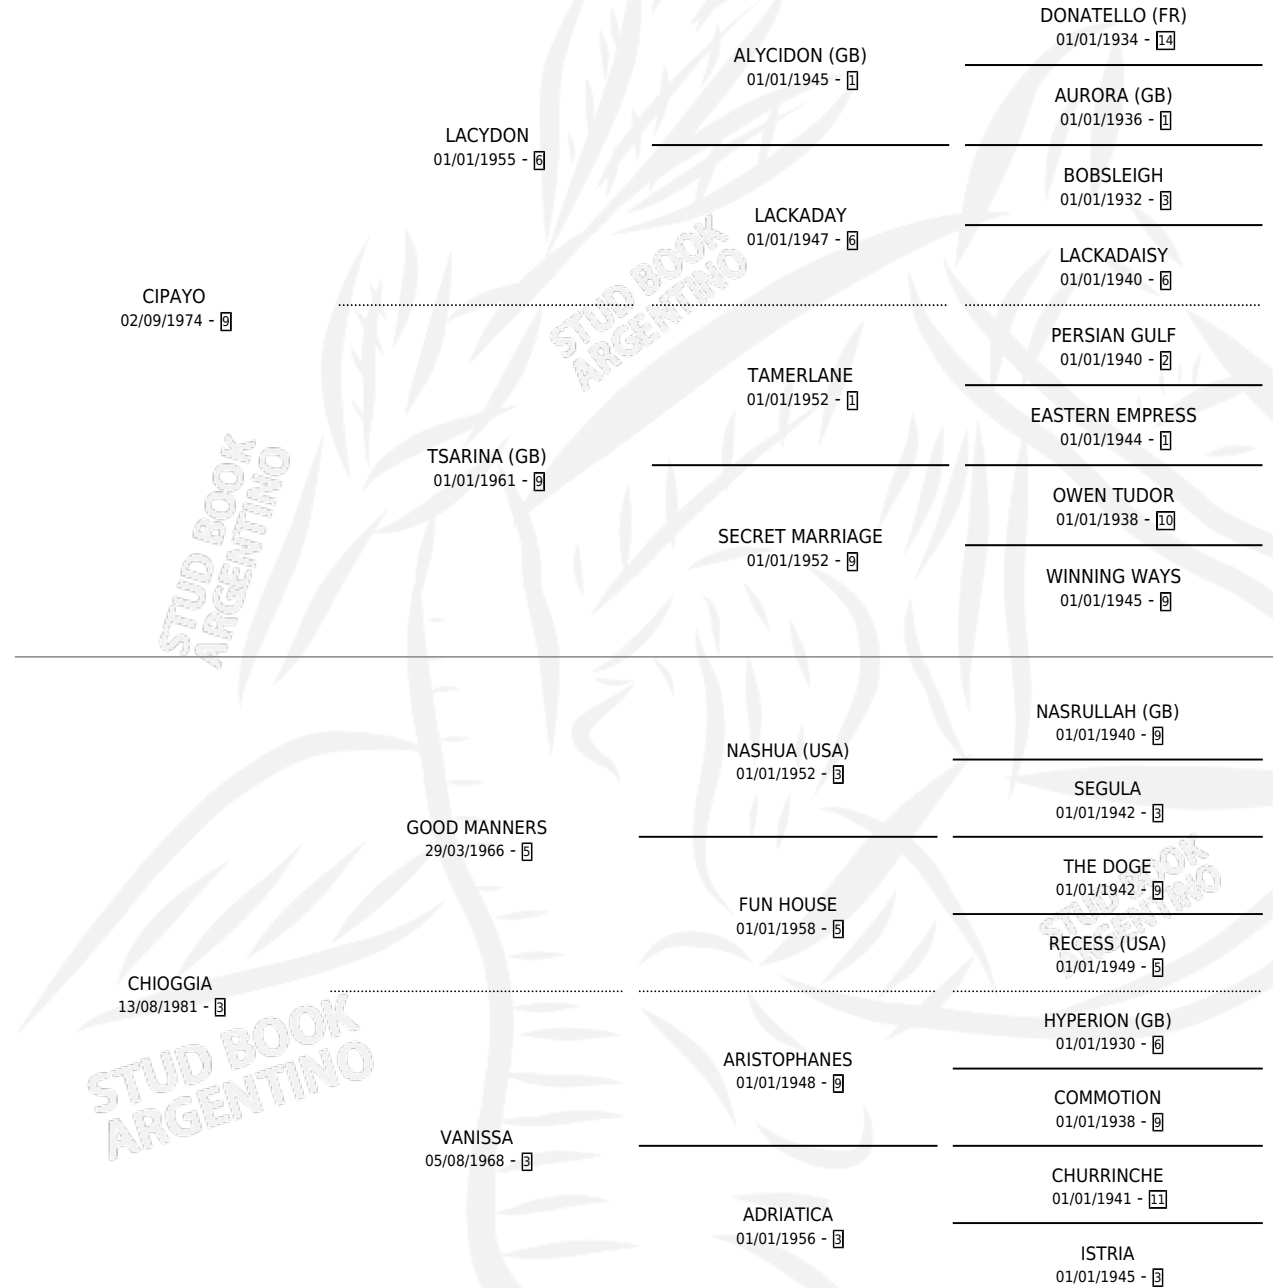 DONATELLO (FR)
01/01/1934 - 14
ALYCIDON (GB)
01/01/1945 - 1
AURORA (GB)
01/01/1936 - 1
LACYDON
01/01/1955 - 6
BOBSLEIGH
01/01/1932 - 3
LACKADAY
01/01/1947 - 6
LACKADAISY
01/01/1940 - 6
CIPAYO
02/09/1974 - 9
PERSIAN GULF
01/01/1940 - 2
TAMERLANE
01/01/1952 - 1
EASTERN EMPRESS
01/01/1944 - 1
TSARINA (GB)
01/01/1961 - 9
OWEN TUDOR
01/01/1938 - 10
SECRET MARRIAGE
01/01/1952 - 9
WINNING WAYS
01/01/1945 - 9
STUD BOOK
ARGENTINO
STUD BOOK
ARGENTINO
NASRULLAH (GB)
01/01/1940 - 9
NASHUA (USA)
01/01/1952 - 3
SEGULA
01/01/1942 - 3
GOOD MANNERS
29/03/1966 - 5
THE DOGE
01/01/1942 - 9
FUN HOUSE
01/01/1958 - 5
RECESS (USA)
01/01/1949 - 5
STUD BOOK
ARGENTINO
CHIOGGIA
13/08/1981 - 3
HYPERION (GB)
01/01/1930 - 6
ARISTOPHANES
01/01/1948 - 9
COMMOTION
01/01/1938 - 9
STUD BOOK
ARGENTINO
VANISSA
05/08/1968 - 3
CHURRINCHE
01/01/1941 - 11
ADRIATICA
01/01/1956 - 3
ISTRIA
01/01/1945 - 3